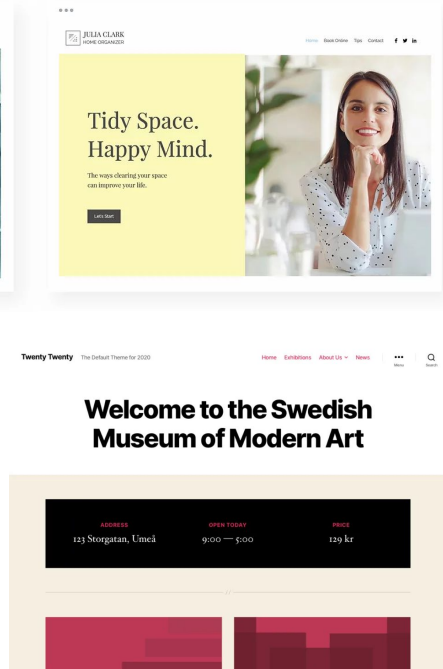 JULIA CLARK
HOME ORGANIZER
Home Book Online Tips Contact
Tidy Space.
Happy Mind.
The ways clearing your space
can improve your life.
Let's Start
Twenty Twenty The Default Theme for 2020
Home Exhibitions About Us News
Menu
Search
Welcome to the Swedish
Museum of Modern Art
ADDRESS OPEN TODAY PRICE
123 Storgatan, Umeå 9:00 — 5:00 129 kr